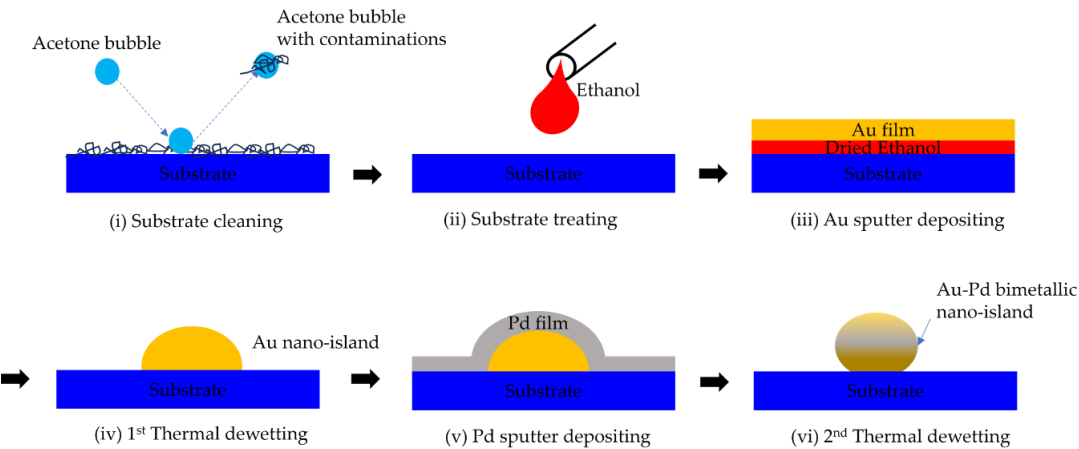 Acetone bubble
Acetone bubble
with contaminations
Substrate
(i) Substrate cleaning
Ethanol
Substrate
(ii) Substrate treating
Au film
Dried Ethanol
Substrate
(iii) Au sputter depositing
Au nano-island
Substrate
(iv) 1st Thermal dewetting
Pd film
Substrate
(v) Pd sputter depositing
Au-Pd bimetallic
nano-island
Substrate
(vi) 2nd Thermal dewetting